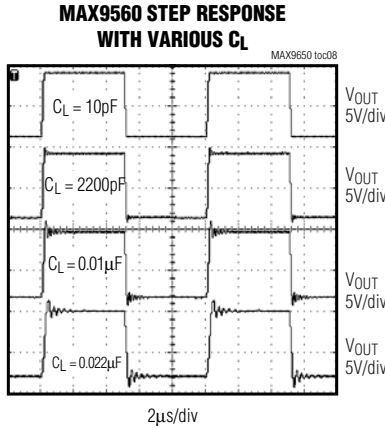 MAX9560 STEP RESPONSE
WITH VARIOUS CL
MAX9650 toc08
T
CL = 10pF
VOUT
5V/div
CL = 2200pF
VOUT
5V/div
CL = 0.01µF
VOUT
5V/div
CL = 0.022µF
VOUT
5V/div
2µs/div